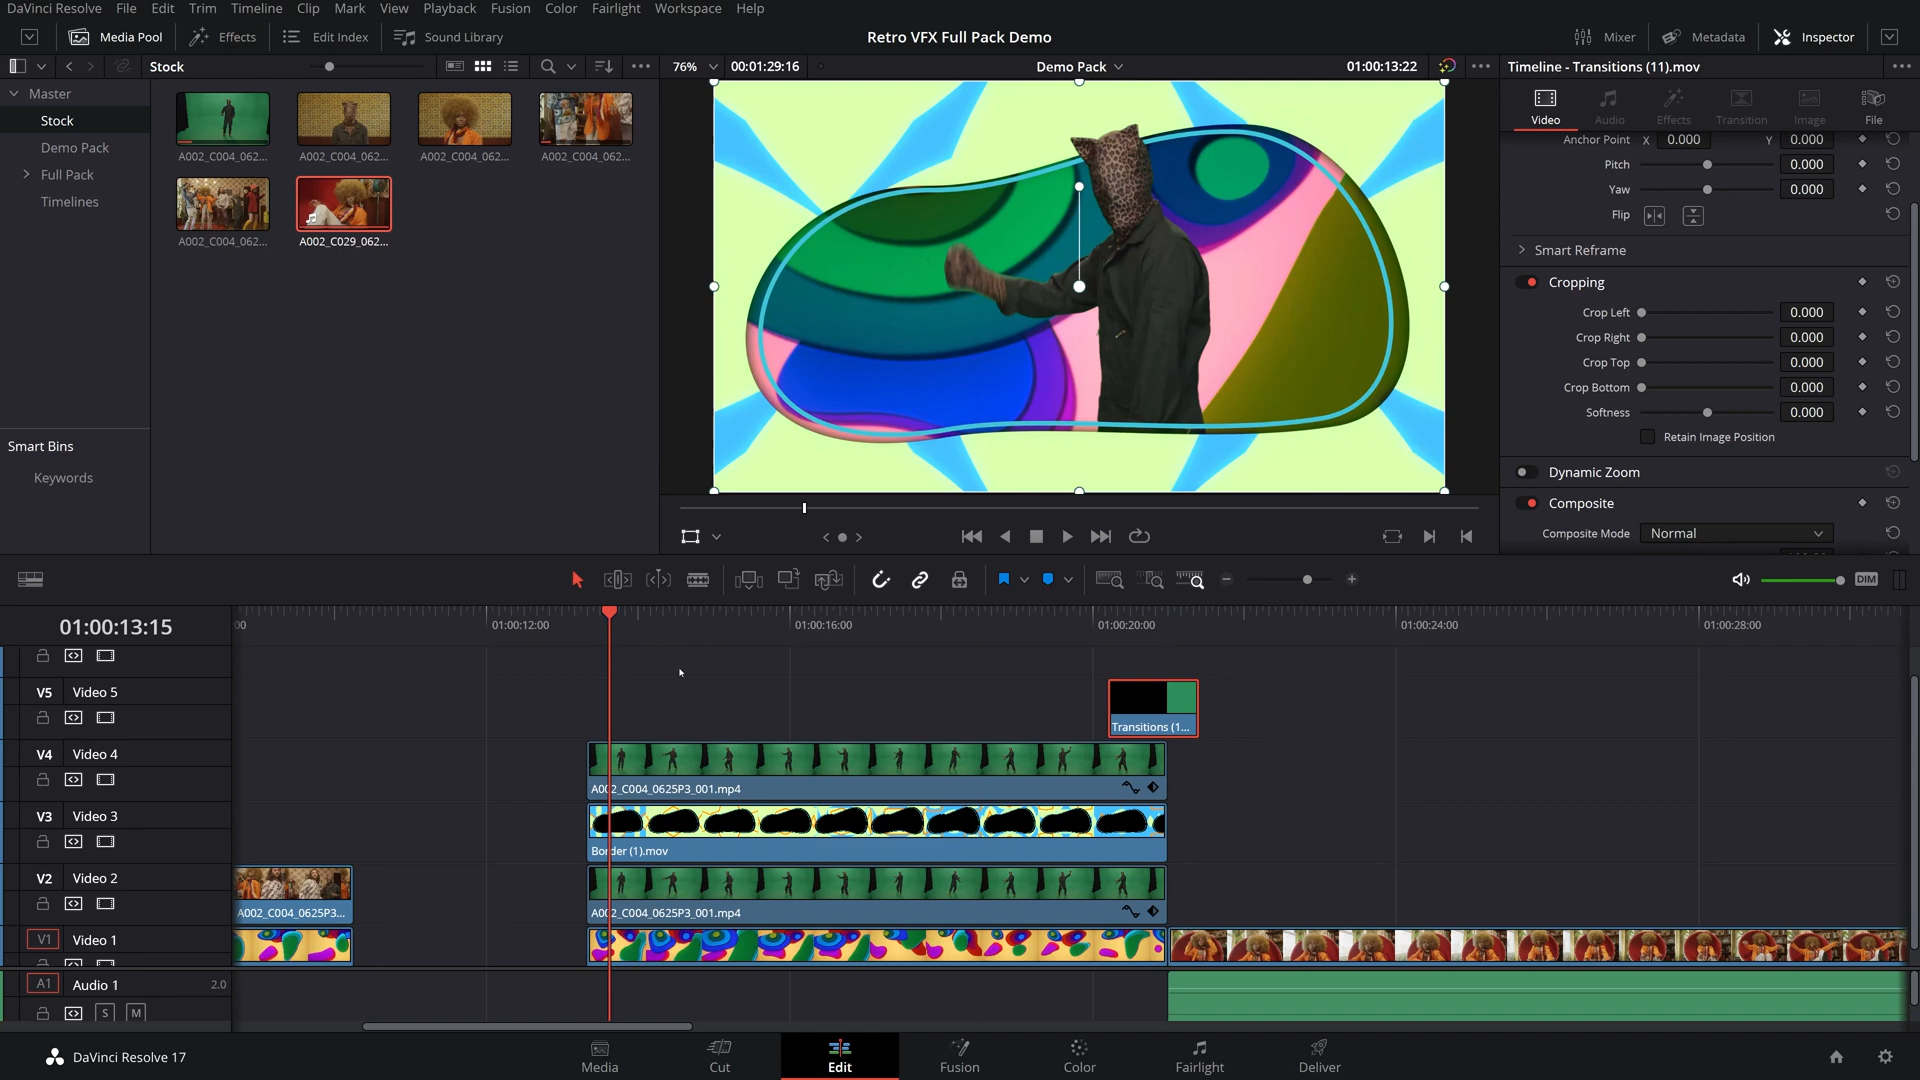 DaVinci Resolve File Edit Trim Timeline Clip Mark View Playback Fusion Color Fairlight Workspace Help
Media Pool Effects Edit Index Sound Library
Retro VFX Full Pack Demo
Mixer Metadata Inspector
Stock
76% 00:01:29:16 Demo Pack 01:00:13:22
Timeline - Transitions (11).mov
Master
Stock
Demo Pack
Full Pack
Timelines
A002_C004_062...
A002_C004_062...
A002_C004_062...
A002_C004_062...
A002_C004_062...
A002_C029_062...
Smart Bins
Keywords
Video Audio Effects Transition Image File
Anchor Point X 0.000 Y 0.000
Pitch 0.000
Yaw 0.000
Flip
Smart Reframe
Cropping
Crop Left 0.000
Crop Right 0.000
Crop Top 0.000
Crop Bottom 0.000
Softness 0.000
Retain Image Position
Dynamic Zoom
Composite
Composite Mode Normal
DIM
01:00:13:15
00 01:00:12:00 01:00:16:00 01:00:20:00 01:00:24:00 01:00:28:00
V5 Video 5
Transitions (1...
V4 Video 4
A002_C004_0625P3_001.mp4
V3 Video 3
Border (1).mov
V2 Video 2
A002_C004_0625P3...
A002_C004_0625P3_001.mp4
V1 Video 1
A1 Audio 1 2.0
S M
DaVinci Resolve 17
Media Cut Edit Fusion Color Fairlight Deliver